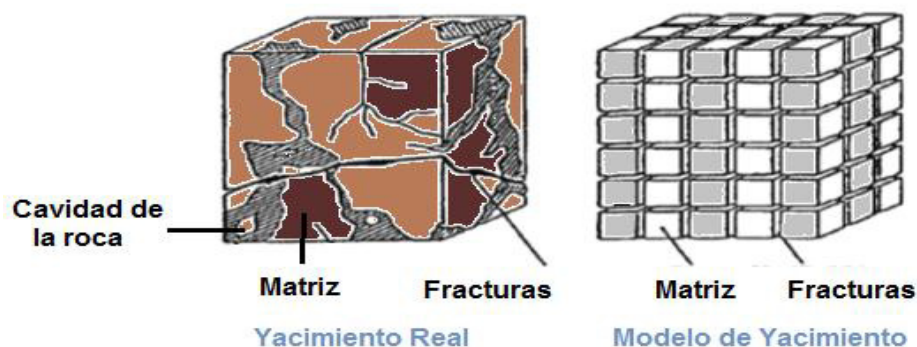 Cavidad de
la roca
Matriz
Fracturas
Matriz
Fracturas
Yacimiento Real
Modelo de Yacimiento